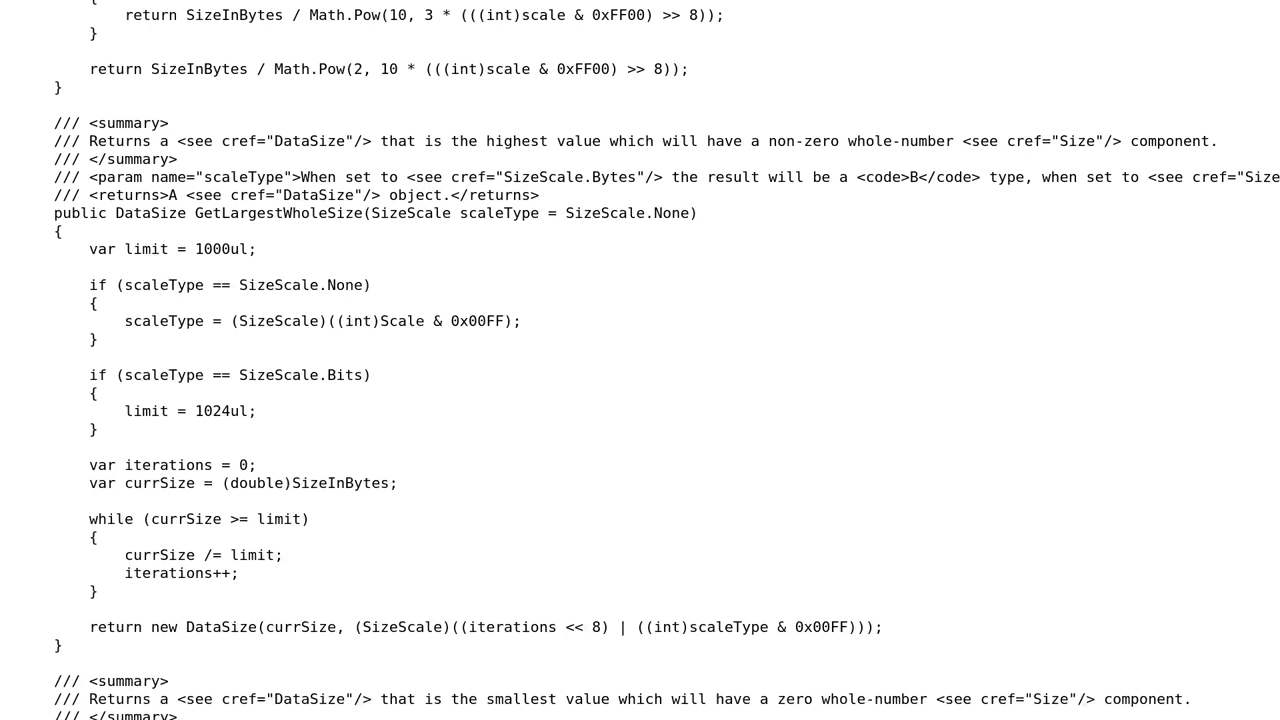 {
return SizeInBytes / Math.Pow(10, 3 * (((int)scale & 0xFF00) >> 8));
}
return SizeInBytes / Math.Pow(2, 10 * (((int)scale & 0xFF00) >> 8));
}
/// <summary>
/// Returns a <see cref="DataSize"/> that is the highest value which will have a non-zero whole-number <see cref="Size"/> component.
/// </summary>
/// <param name="scaleType">When set to <see cref="SizeScale.Bytes"/> the result will be a <code>B</code> type, when set to <see cref="Size
/// <returns>A <see cref="DataSize"/> object.</returns>
public DataSize GetLargestWholeSize(SizeScale scaleType = SizeScale.None)
{
var limit = 1000ul;
if (scaleType == SizeScale.None)
{
scaleType = (SizeScale)((int)Scale & 0x00FF);
}
if (scaleType == SizeScale.Bits)
{
limit = 1024ul;
}
var iterations = 0;
var currSize = (double)SizeInBytes;
while (currSize >= limit)
{
currSize /= limit;
iterations++;
}
return new DataSize(currSize, (SizeScale)((iterations << 8) | ((int)scaleType & 0x00FF)));
}
/// <summary>
/// Returns a <see cref="DataSize"/> that is the smallest value which will have a zero whole-number <see cref="Size"/> component.
/// </summary>